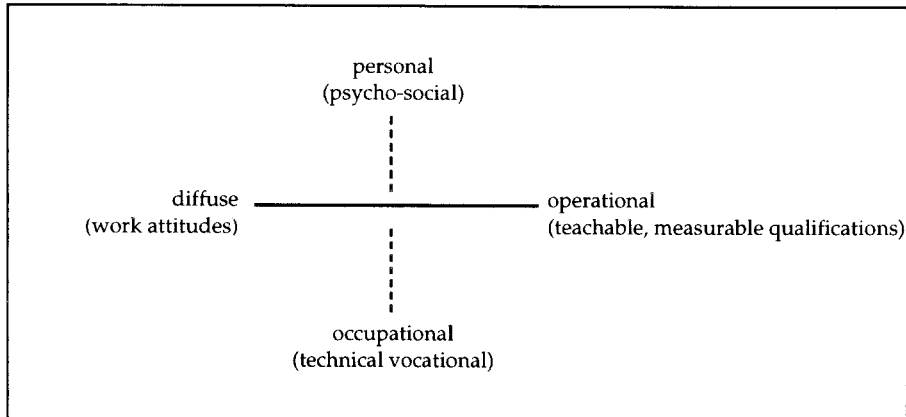 personal
(psycho-social)
diffuse
(work attitudes)
operational
(teachable, measurable qualifications)
occupational
(technical vocational)